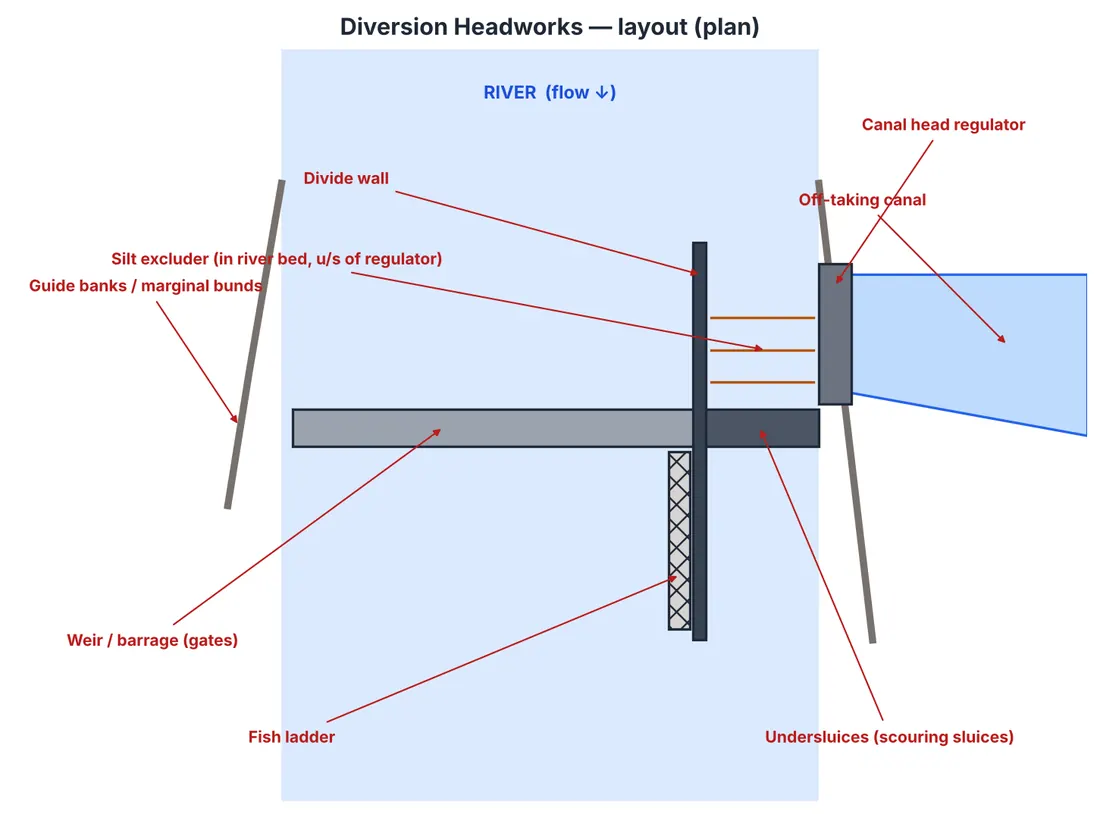 Diversion Headworks — layout (plan)
RIVER (flow ↓)
Canal head regulator
Divide wall
Off-taking canal
Silt excluder (in river bed, u/s of regulator)
Guide banks / marginal bunds
Weir / barrage (gates)
Fish ladder
Undersluices (scouring sluices)